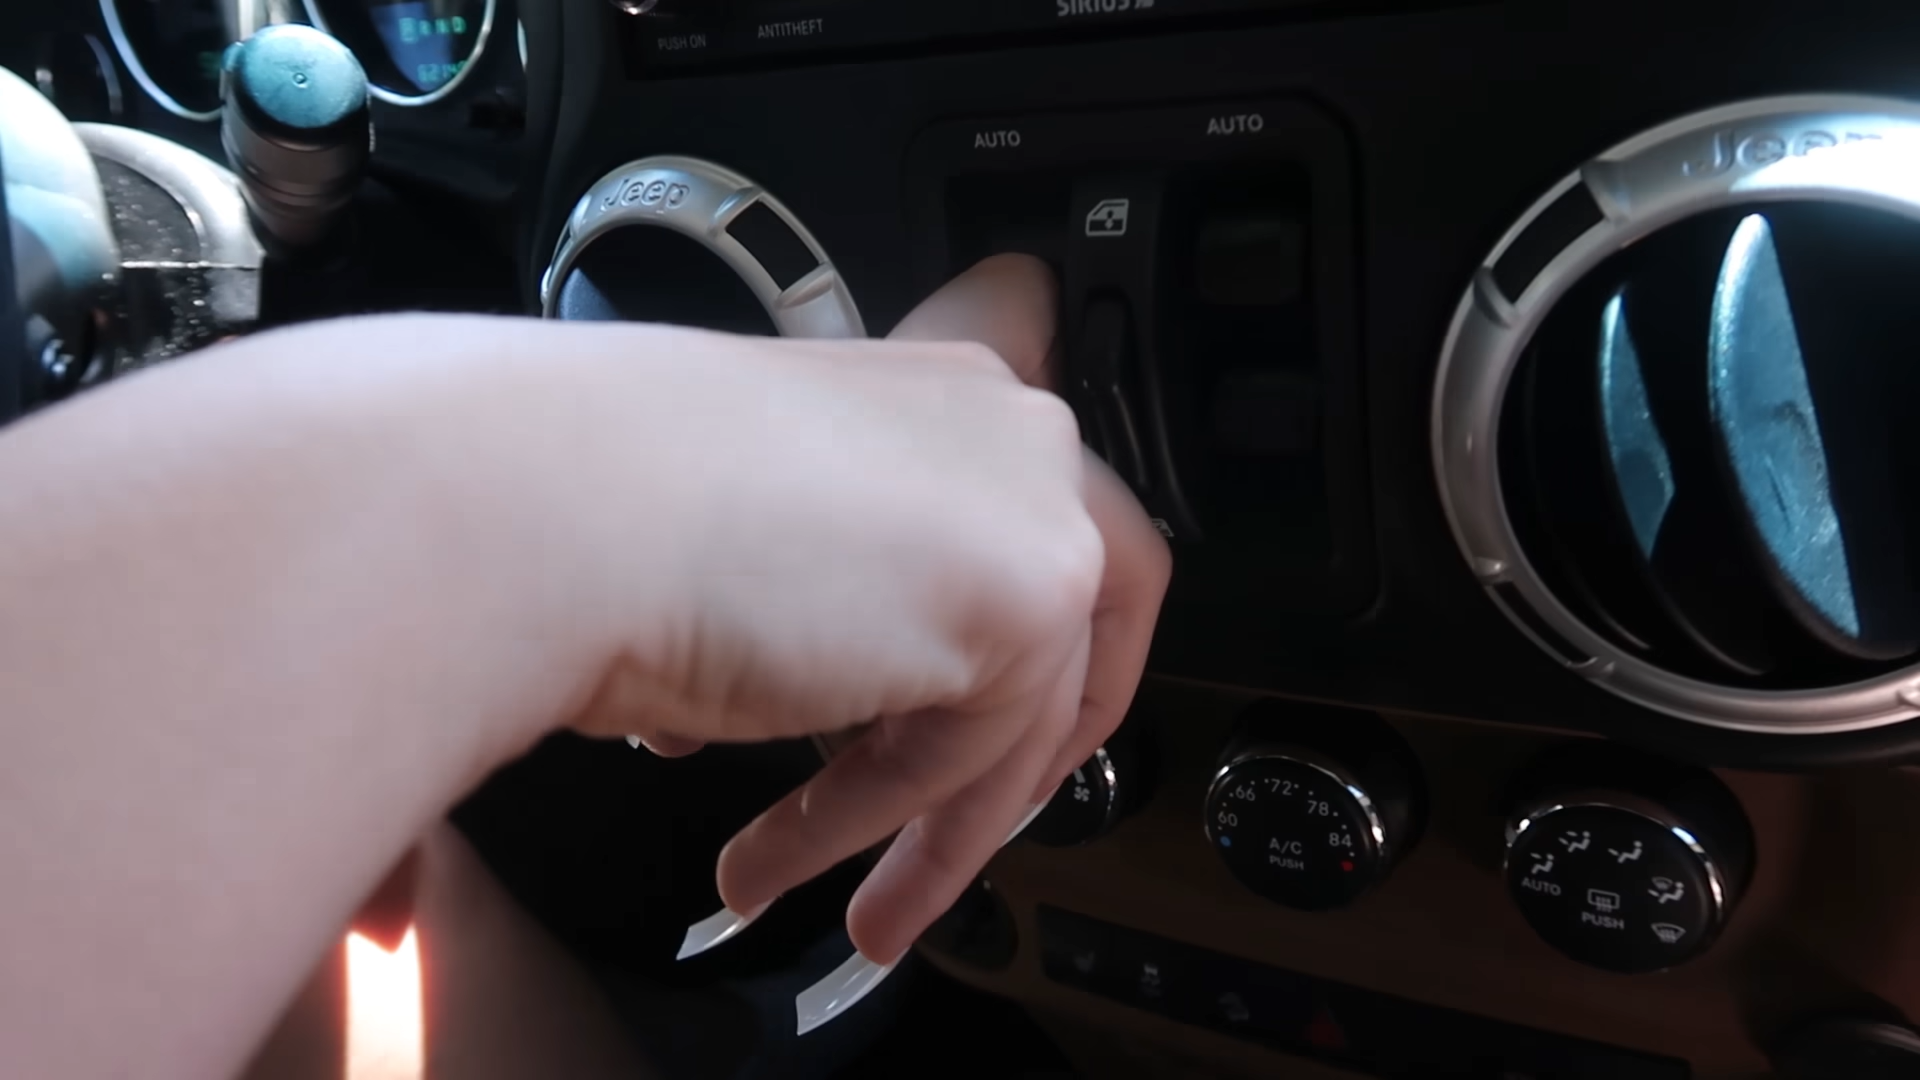 SIRIUS
PUSH ON
ANTITHEFT
AUTO
AUTO
Jeep
Jeep
60
66
72
78
84
A/C
PUSH
AUTO
PUSH